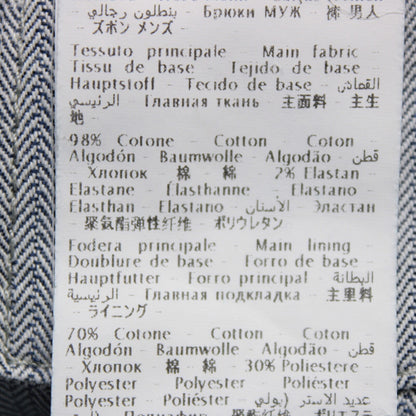 بنطلون رجالي - Брюки МУЖ - 裤 男人
- ズボン メンズ -
Tessuto principale - Main fabric -
Tissu de base - Tejido de base -
Hauptstoff - Tecido de base - القماش
الرئيسي - Главная ткань - 主面料 - 主生
地 -
98% Cotone - Cotton - Coton -
Algodón - Baumwolle - Algodão - قطن
- Хлопок - 棉 - 綿 - 2% Elastan -
Elastane - Élasthanne - Elastano -
Elasthan - Elastano - الأستان - Эластан
- 聚氨酯弹性纤维 - ポリウレタン
Fodera principale - Main lining -
Doublure de base - Forro de base -
Hauptfutter - Forro principal - البطانة
الرئيسية - Главная подкладка - 主里料
- ライニング -
70% Cotone - Cotton - Coton -
Algodón - Baumwolle - Algodão - قطن
- Хлопок - 棉 - 綿 - 30% Poliestere -
Polyester - Polyester - Poliéster -
Polyester - Poliéster - عديد الاستر (بولي